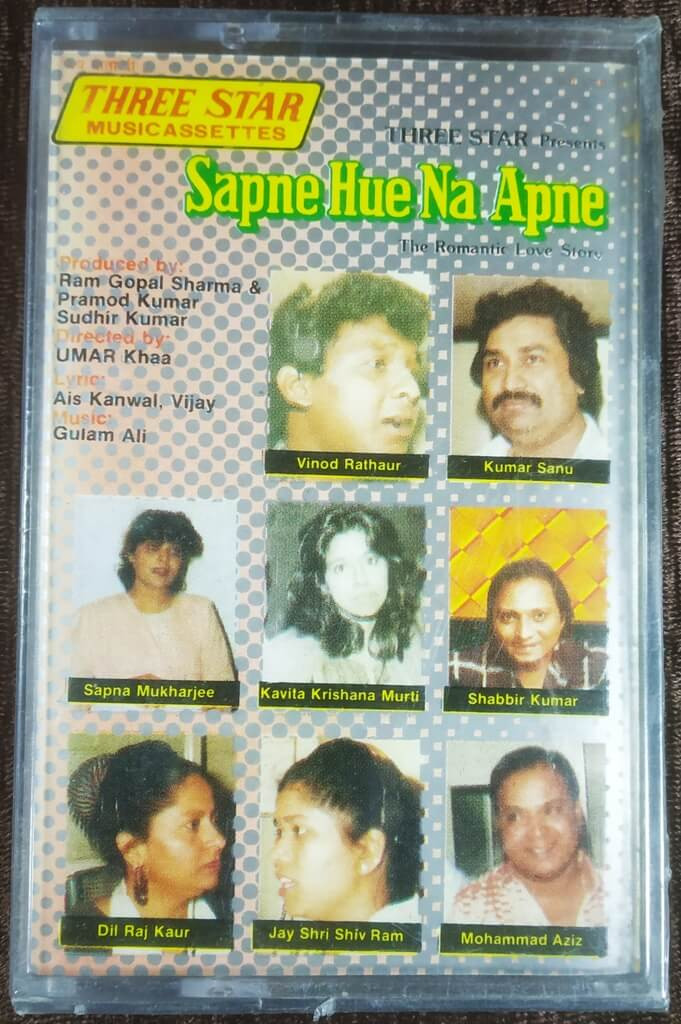 THREE STAR
MUSICASSETTES
THREE STAR Presents
Sapne Hue Na Apne
The Romantic Love Story
Produced by:
Ram Gopal Sharma &
Pramod Kumar
Sudhir Kumar
Directed by:
UMAR Khaa
Lyric:
Ais Kanwal, Vijay
Music:
Gulam Ali
Vinod Rathaur
Kumar Sanu
Sapna Mukharjee
Kavita Krishana Murti
Shabbir Kumar
Dil Raj Kaur
Jay Shri Shiv Ram
Mohammad Aziz